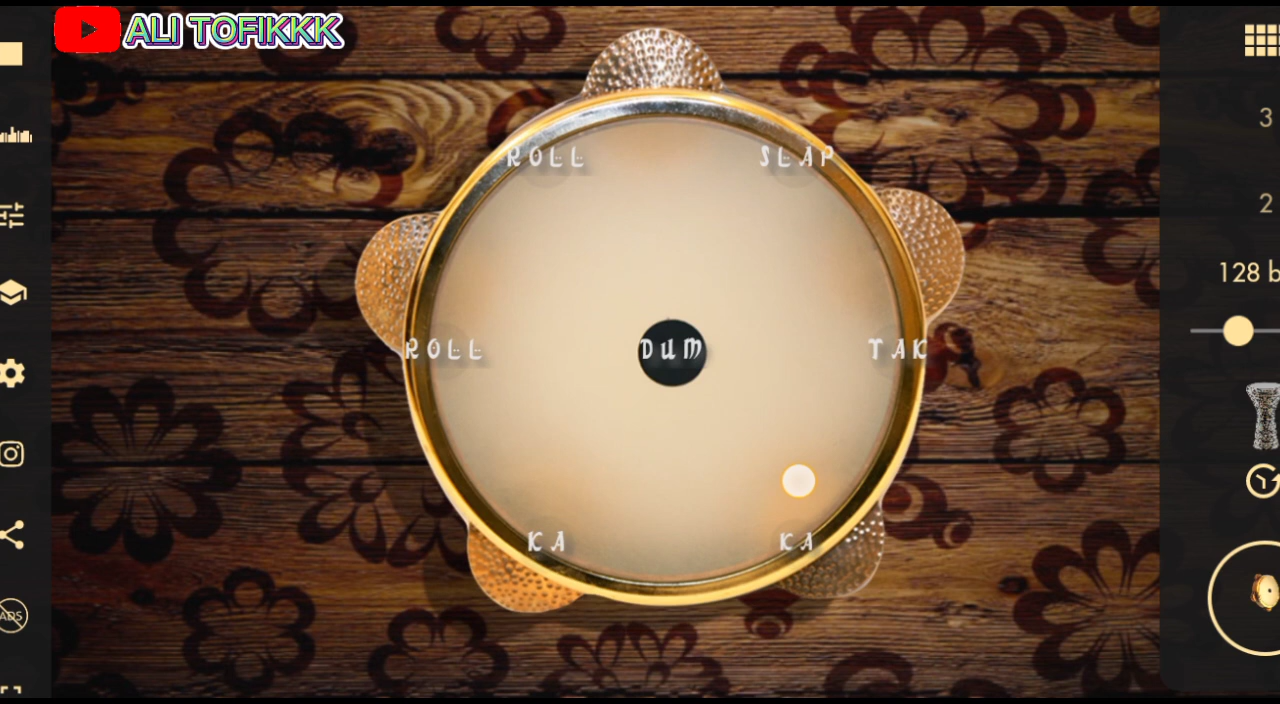 ALI TOFIKKK
ROLL SLAP
3
2
128 b
ROLL DUM TAK
KA KA
ADS